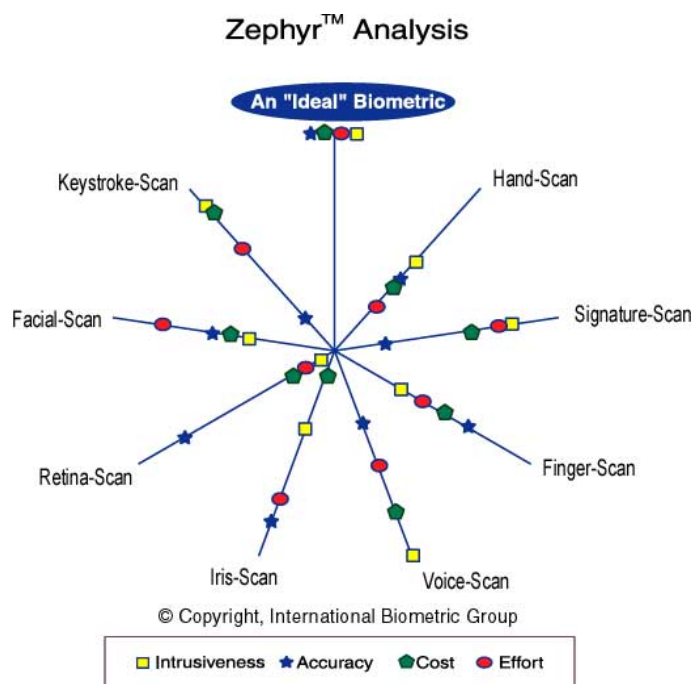 Zephyr™ Analysis
An "Ideal" Biometric
Keystroke-Scan
Hand-Scan
Facial-Scan
Signature-Scan
Retina-Scan
Finger-Scan
Iris-Scan
Voice-Scan
© Copyright, International Biometric Group
Intrusiveness Accuracy Cost Effort